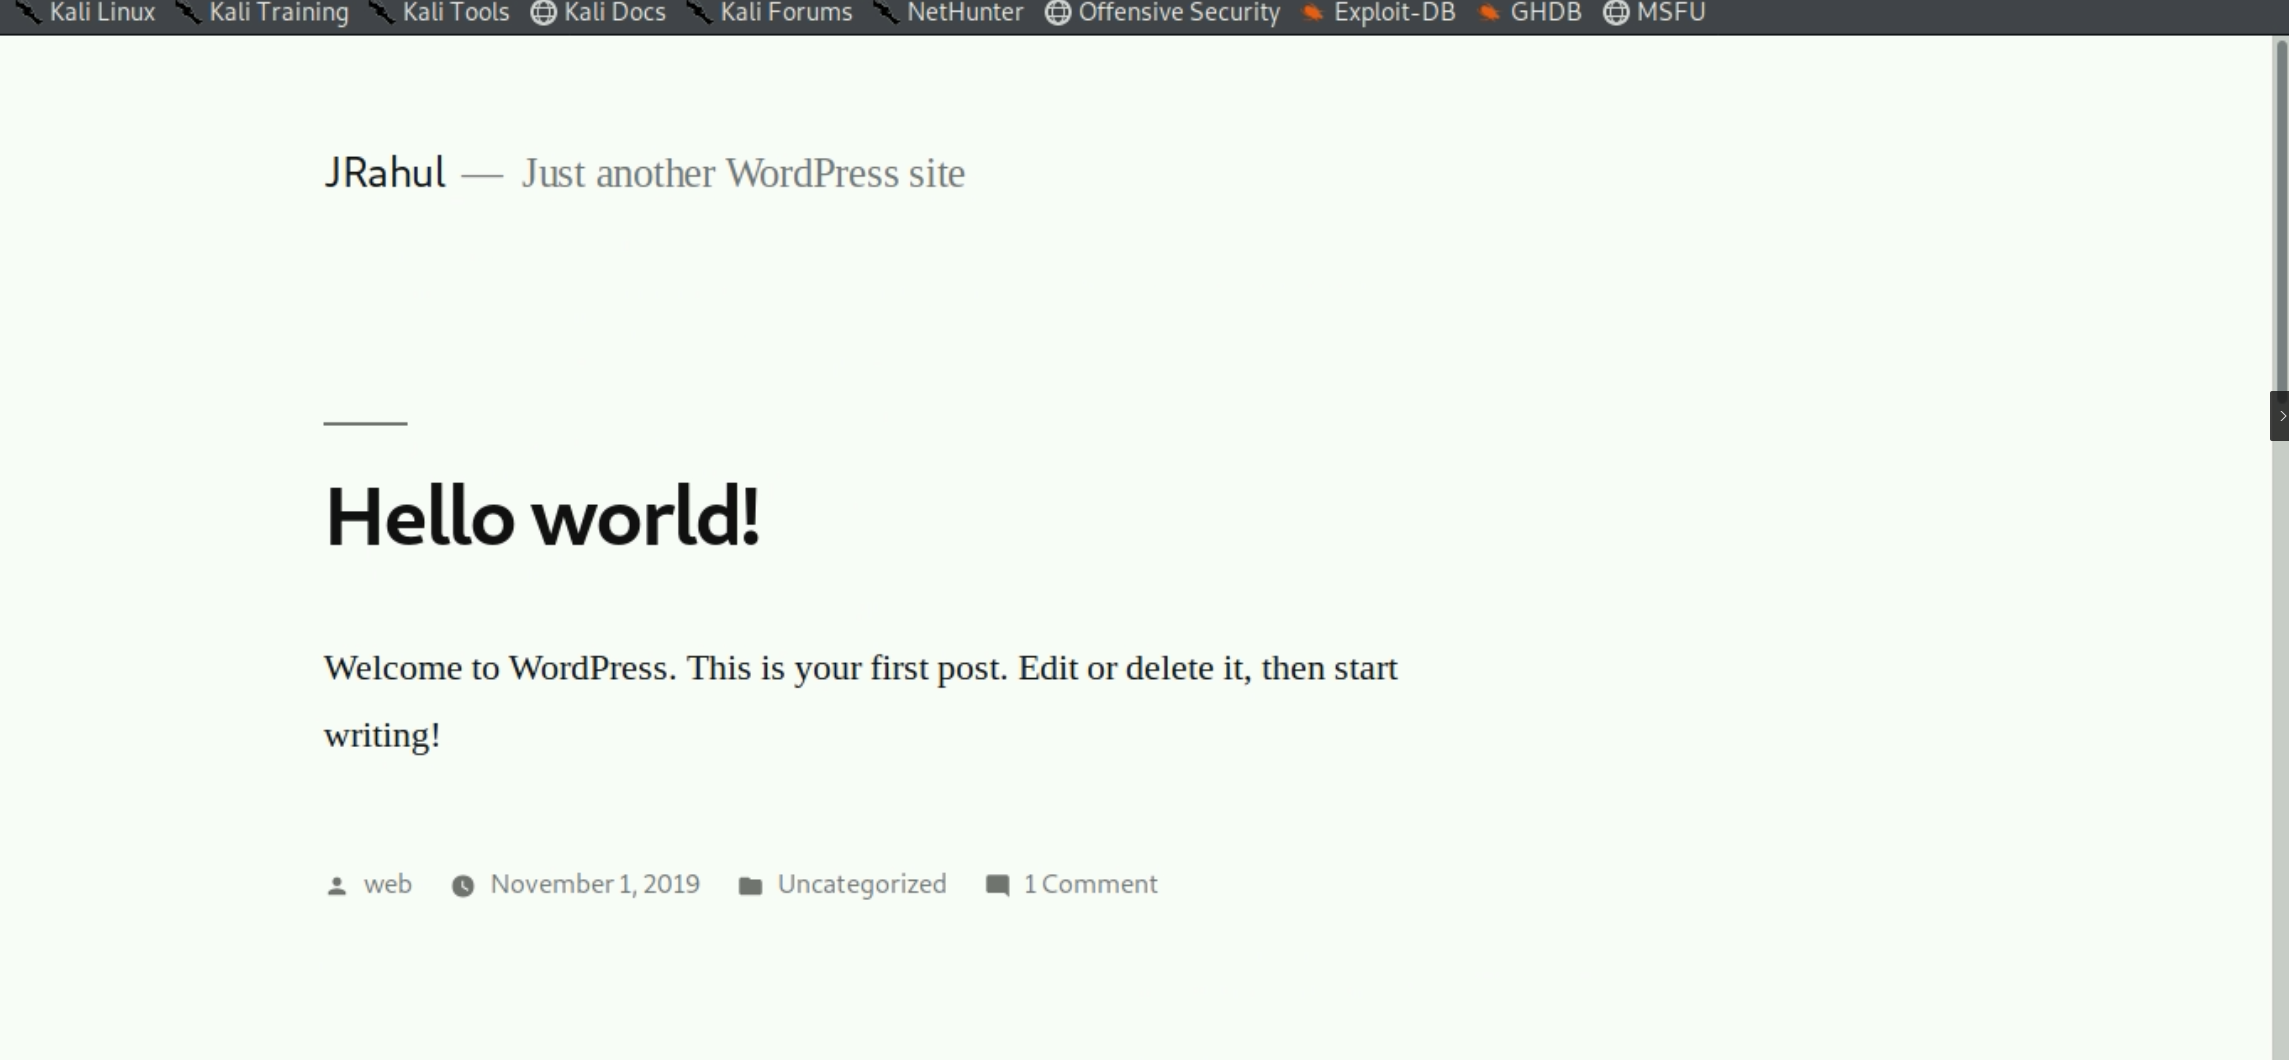 Kali Linux Kali Training Kali Tools Kali Docs Kali Forums NetHunter Offensive Security Exploit-DB GHDB MSFU
JRahul — Just another WordPress site
Hello world!
Welcome to WordPress. This is your first post. Edit or delete it, then start
writing!
web November 1, 2019 Uncategorized 1 Comment